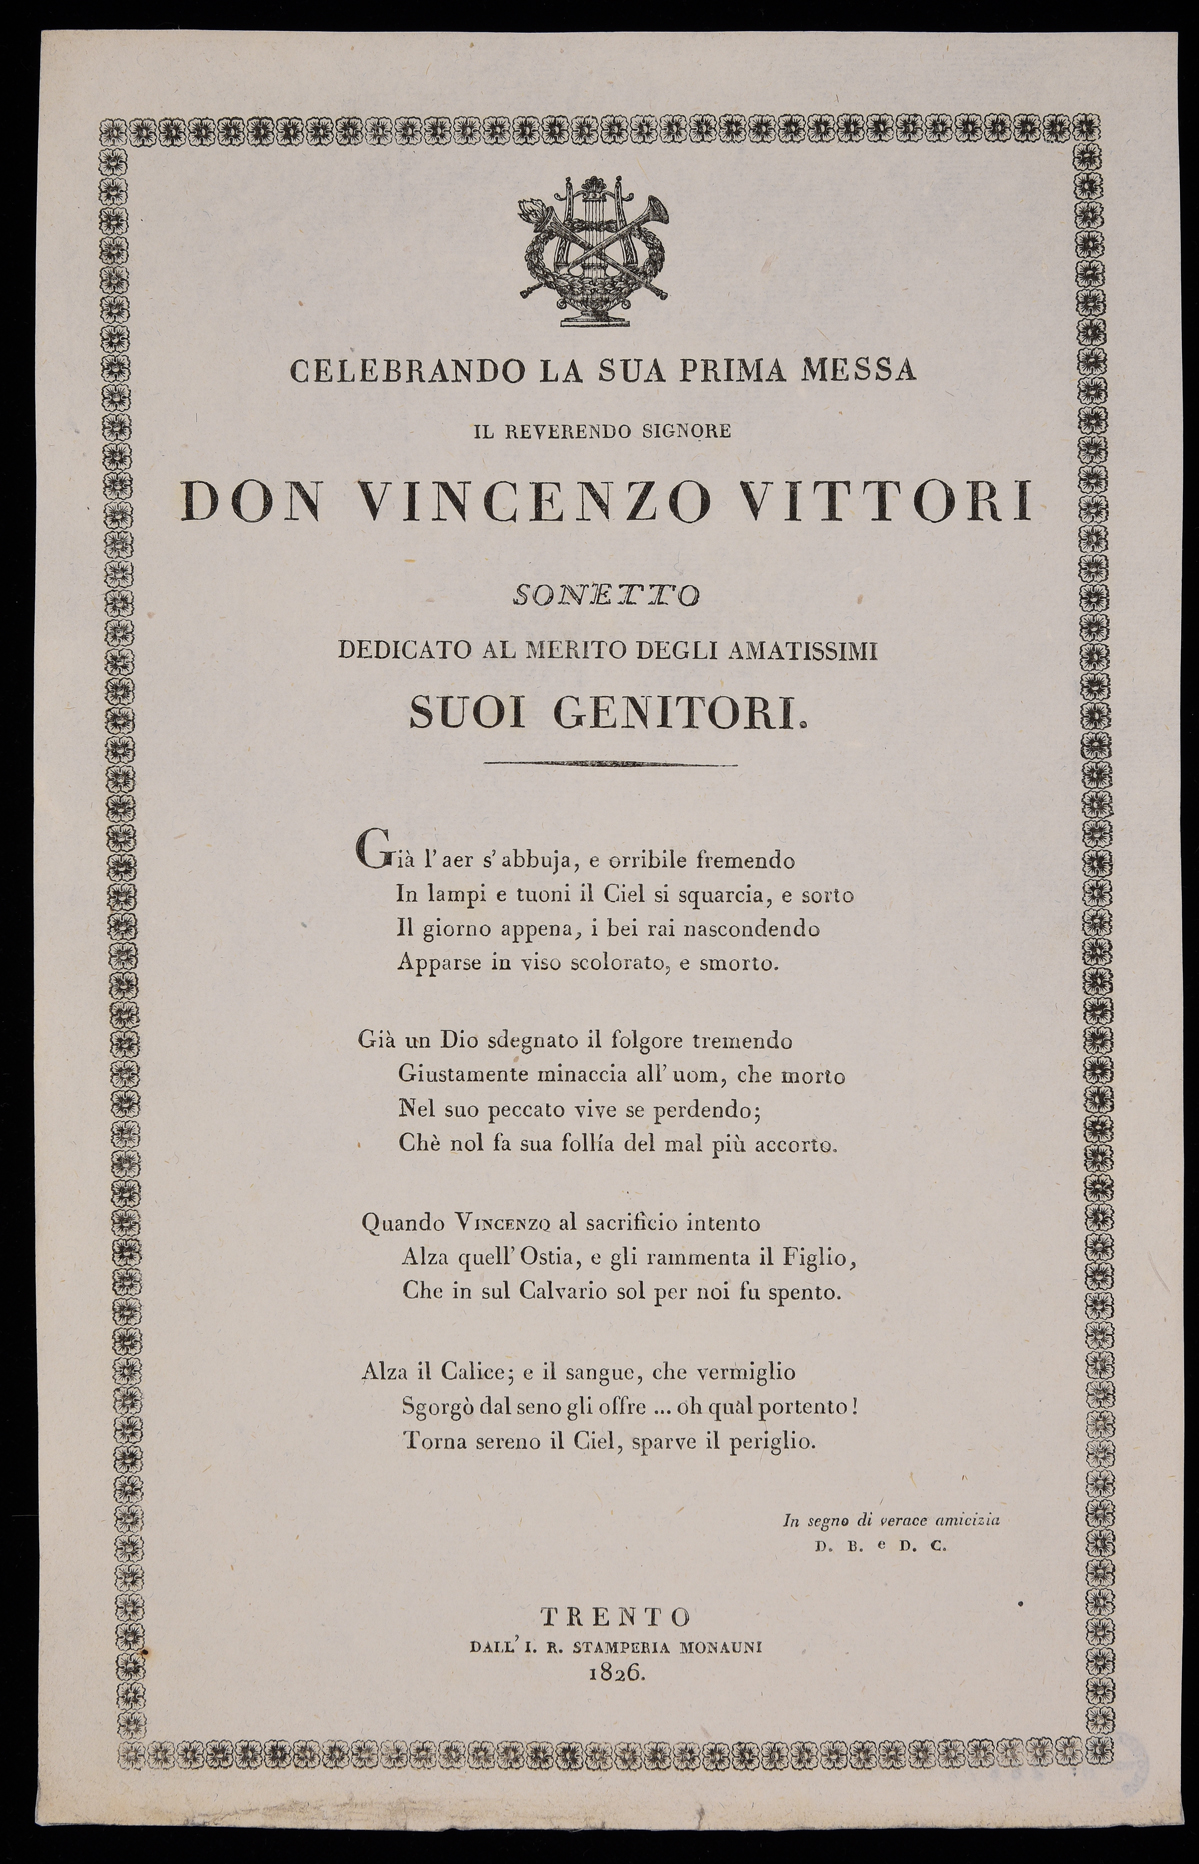 CELEBRANDO LA SUA PRIMA MESSA
IL REVERENDO SIGNORE
DON VINCENZO VITTORI
SONETTO
DEDICATO AL MERITO DEGLI AMATISSIMI
SUOI GENITORI.
Già l'aer s'abbuja, e orribile fremendo
In lampi e tuoni il Ciel si squarcia, e sorto
Il giorno appena, i bei rai nascondendo
Apparse in viso scolorato, e smorto.
Già un Dio sdegnato il folgore tremendo
Giustamente minaccia all'uom, che morto
Nel suo peccato vive se perdendo;
Chè nol fa sua follía del mal più accorto.
Quando VINCENZO al sacrificio intento
Alza quell'Ostia, e gli rammenta il Figlio,
Che in sul Calvario sol per noi fu spento.
Alza il Calice; e il sangue, che vermiglio
Sgorgò dal seno gli offre ... oh quàl portento!
Torna sereno il Ciel, sparve il periglio.
In segno di verace amicizia
D. B. e D. C.
TRENTO
DALL' I. R. STAMPERIA MONAUNI
1826.